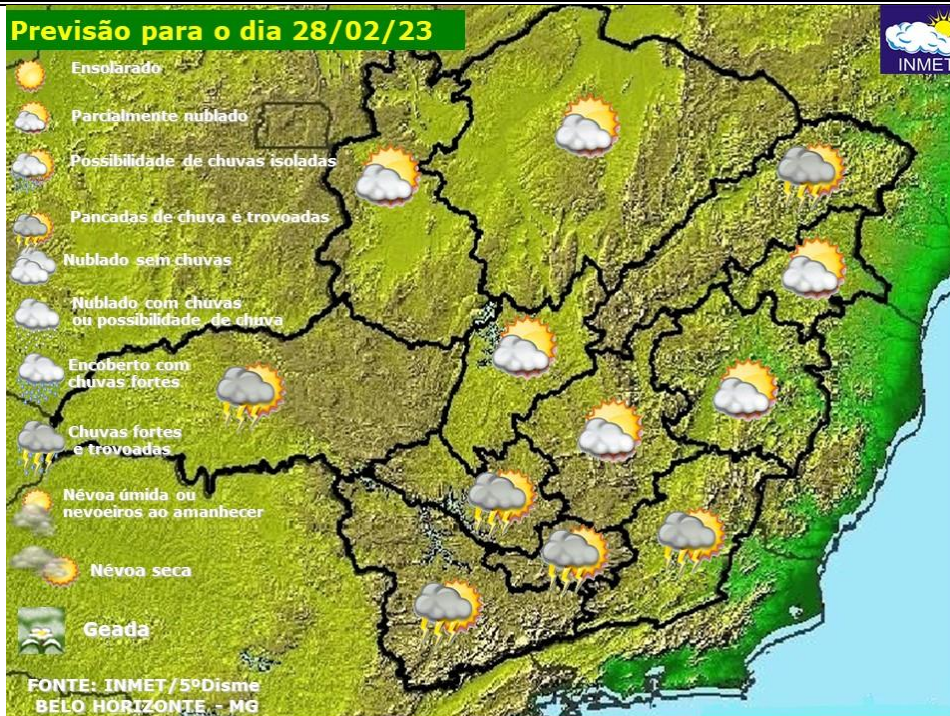 Previsão para o dia 28/02/23
INMET
Ensolarado
Parcialmente nublado
Possibilidade de chuvas isoladas
Pancadas de chuva e trovoadas
Nublado sem chuvas
Nublado com chuvas
ou possibilidade de chuva
Encoberto com
chuvas fortes
Chuvas fortes
e trovoadas
Névoa úmida ou
nevoeiros ao amanhecer
Névoa seca
Geada
FONTE: INMET/5ºDisme
BELO HORIZONTE - MG